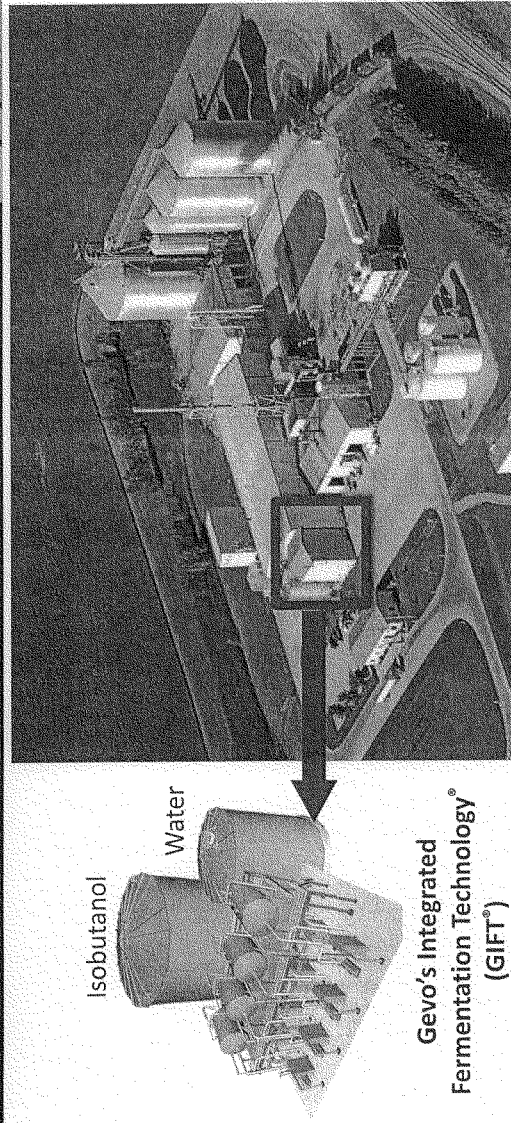 Isobutanol
Water
Gevo's Integrated
Fermentation Technology®
(GIFT®)